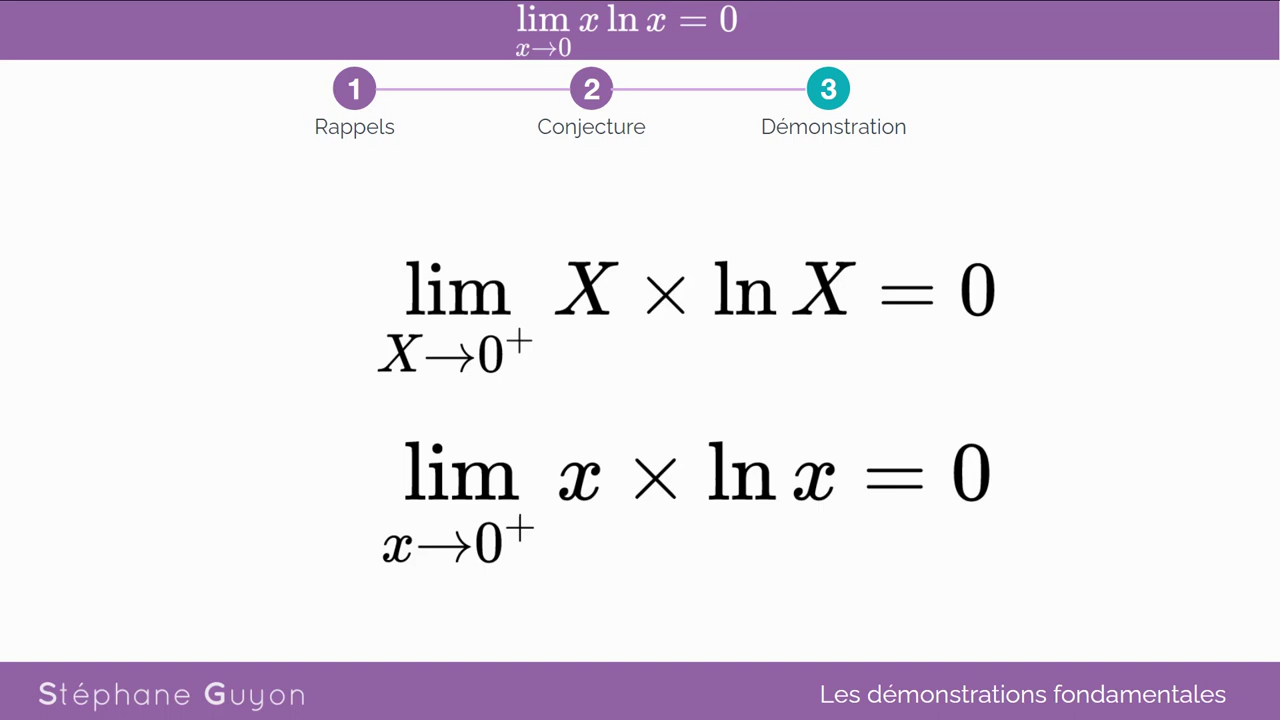 lim x ln x = 0
x→0
1 2 3
Rappels Conjecture Démonstration
lim X × ln X = 0
X→0⁺
lim x × ln x = 0
x→0⁺
Stéphane Guyon Les démonstrations fondamentales